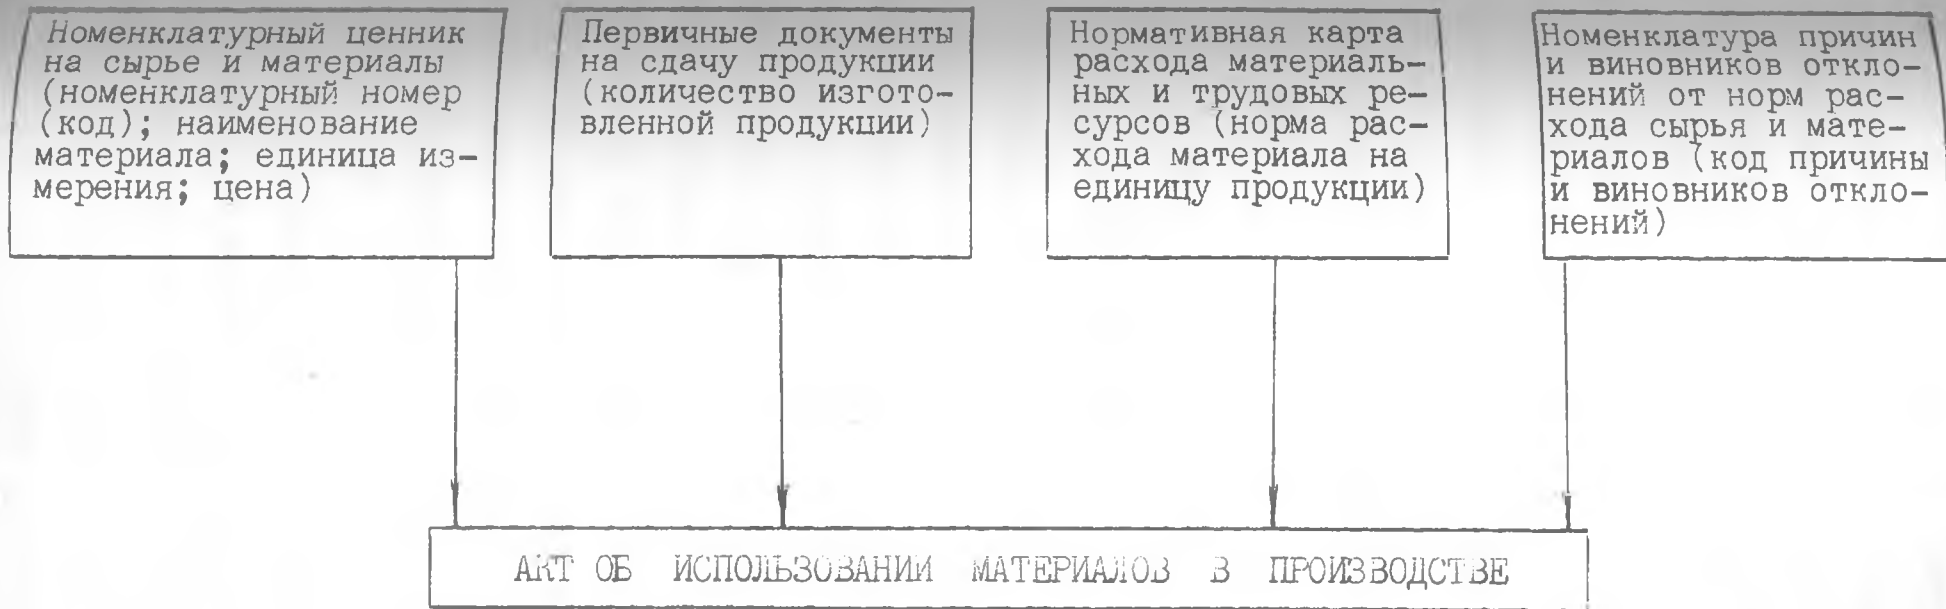 Номенклатурный ценник
на сырье и материалы
(номенклатурный номер
(код); наименование
материала; единица из-
мерения; цена)
Первичные документы
на сдачу продукции
(количество изгото-
вленной продукции)
Нормативная карта
расхода материаль-
ных и трудовых ре-
сурсов (норма рас-
хода материала на
единицу продукции)
Номенклатура причин
и виновников откло-
нений от норм рас-
хода сырья и мате-
риалов (код причины
и виновников откло-
нений)
АКТ ОБ ИСПОЛЬЗОВАНИИ МАТЕРИАЛОВ В ПРОИЗВОДСТВЕ